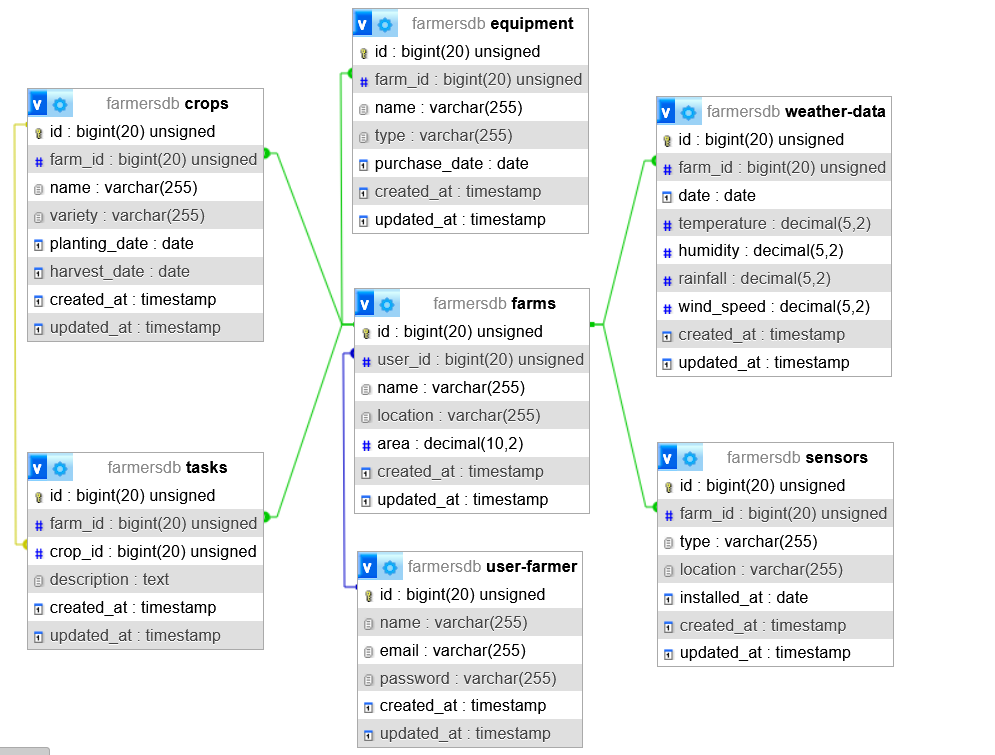 farmersdb equipment
id : bigint(20) unsigned
farm_id : bigint(20) unsigned
name : varchar(255)
type : varchar(255)
purchase_date : date
created_at : timestamp
updated_at : timestamp
farmersdb crops
id : bigint(20) unsigned
farm_id : bigint(20) unsigned
name : varchar(255)
variety : varchar(255)
planting_date : date
harvest_date : date
created_at : timestamp
updated_at : timestamp
farmersdb weather-data
id : bigint(20) unsigned
farm_id : bigint(20) unsigned
date : date
temperature : decimal(5,2)
humidity : decimal(5,2)
rainfall : decimal(5,2)
wind_speed : decimal(5,2)
created_at : timestamp
updated_at : timestamp
farmersdb farms
id : bigint(20) unsigned
user_id : bigint(20) unsigned
name : varchar(255)
location : varchar(255)
area : decimal(10,2)
created_at : timestamp
updated_at : timestamp
farmersdb tasks
id : bigint(20) unsigned
farm_id : bigint(20) unsigned
crop_id : bigint(20) unsigned
description : text
created_at : timestamp
updated_at : timestamp
farmersdb sensors
id : bigint(20) unsigned
farm_id : bigint(20) unsigned
type : varchar(255)
location : varchar(255)
installed_at : date
created_at : timestamp
updated_at : timestamp
farmersdb user-farmer
id : bigint(20) unsigned
name : varchar(255)
email : varchar(255)
password : varchar(255)
created_at : timestamp
updated_at : timestamp